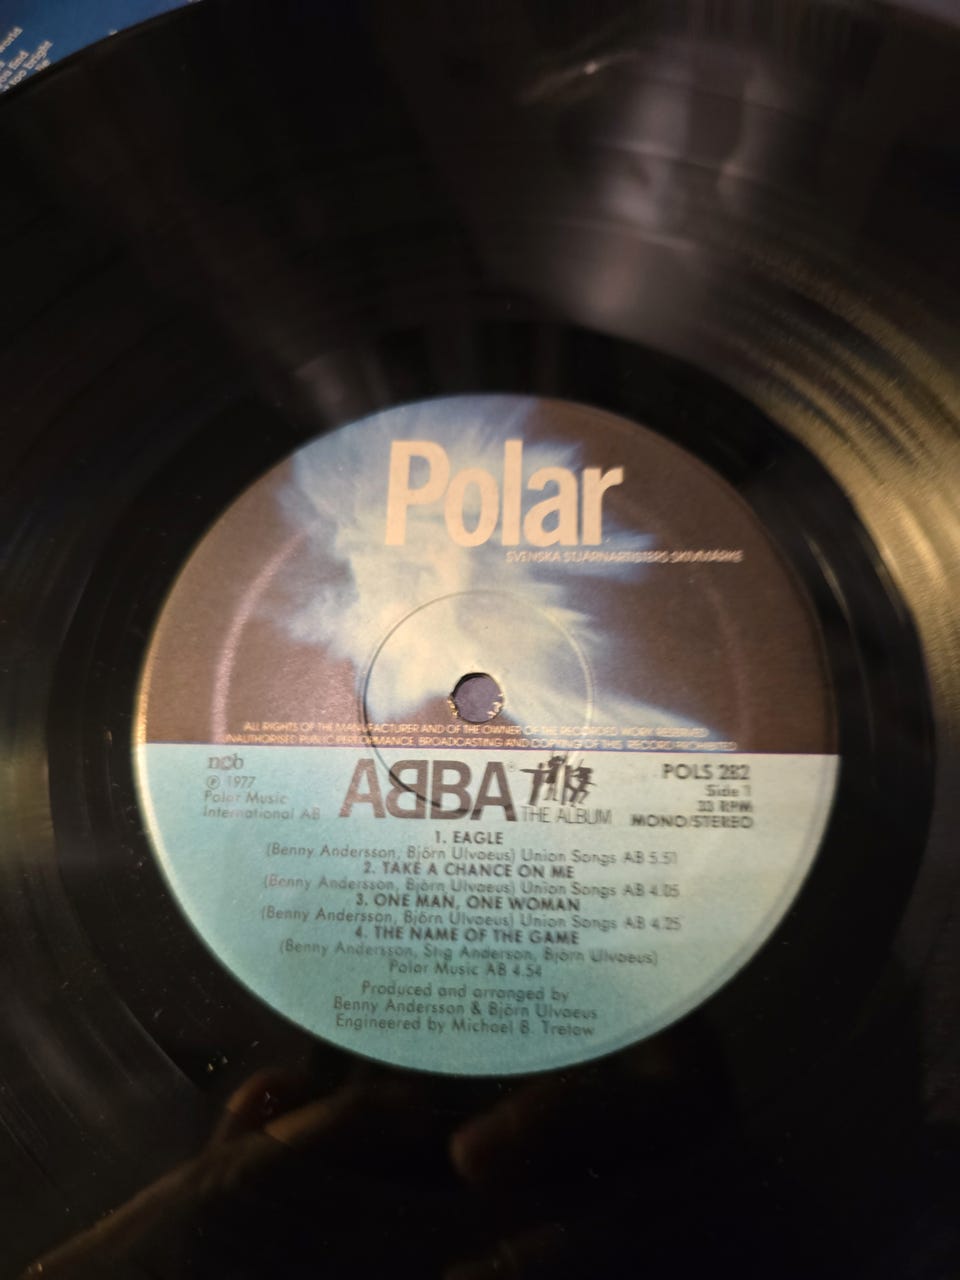 world
you find
too bright
Polar
SVENSKA STJÄRNARTISTERS SKIVMÄRKE
ALL RIGHTS OF THE MANUFACTURER AND OF THE OWNER OF THE RECORDED WORK RESERVED
UNAUTHORISED PUBLIC PERFORMANCE BROADCASTING AND COPYING OF THIS RECORD PROHIBITED
ncb
℗ 1977
Polar Music
International AB
ABBA®
THE ALBUM
POLS 282
Side 1
33 RPM
MONO/STEREO
1. EAGLE
(Benny Andersson, Björn Ulvaeus) Union Songs AB 5.51
2. TAKE A CHANCE ON ME
(Benny Andersson, Björn Ulvaeus) Union Songs AB 4.05
3. ONE MAN, ONE WOMAN
(Benny Andersson, Björn Ulvaeus) Union Songs AB 4.25
4. THE NAME OF THE GAME
(Benny Andersson, Stig Anderson, Björn Ulvaeus)
Polar Music AB 4.54
Produced and arranged by
Benny Andersson & Björn Ulvaeus
Engineered by Michael B. Tretow